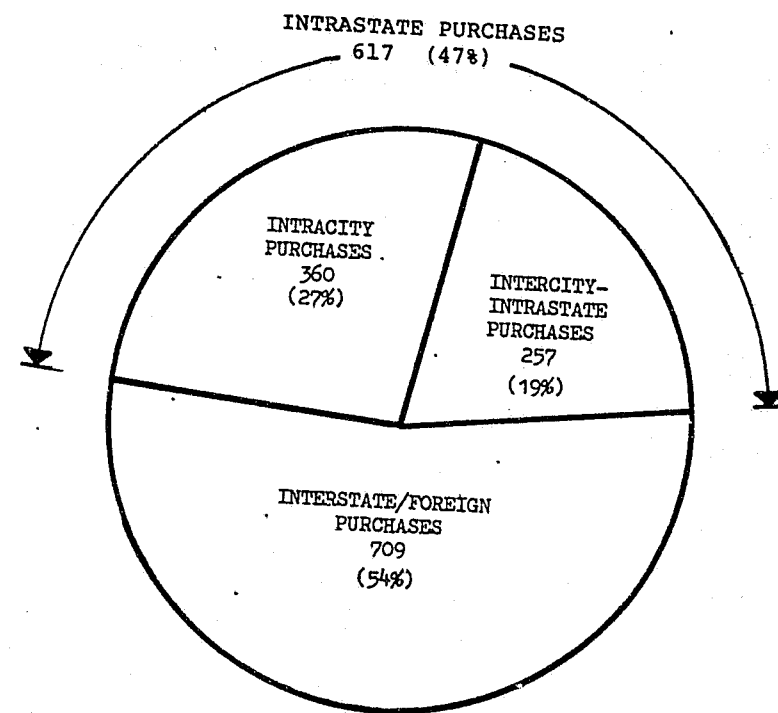 INTRASTATE PURCHASES
617 (47%)
INTRACITY
PURCHASES
360
(27%)
INTERCITY-
INTRASTATE
PURCHASES
257
(19%)
INTERSTATE/FOREIGN
PURCHASES
709
(54%)